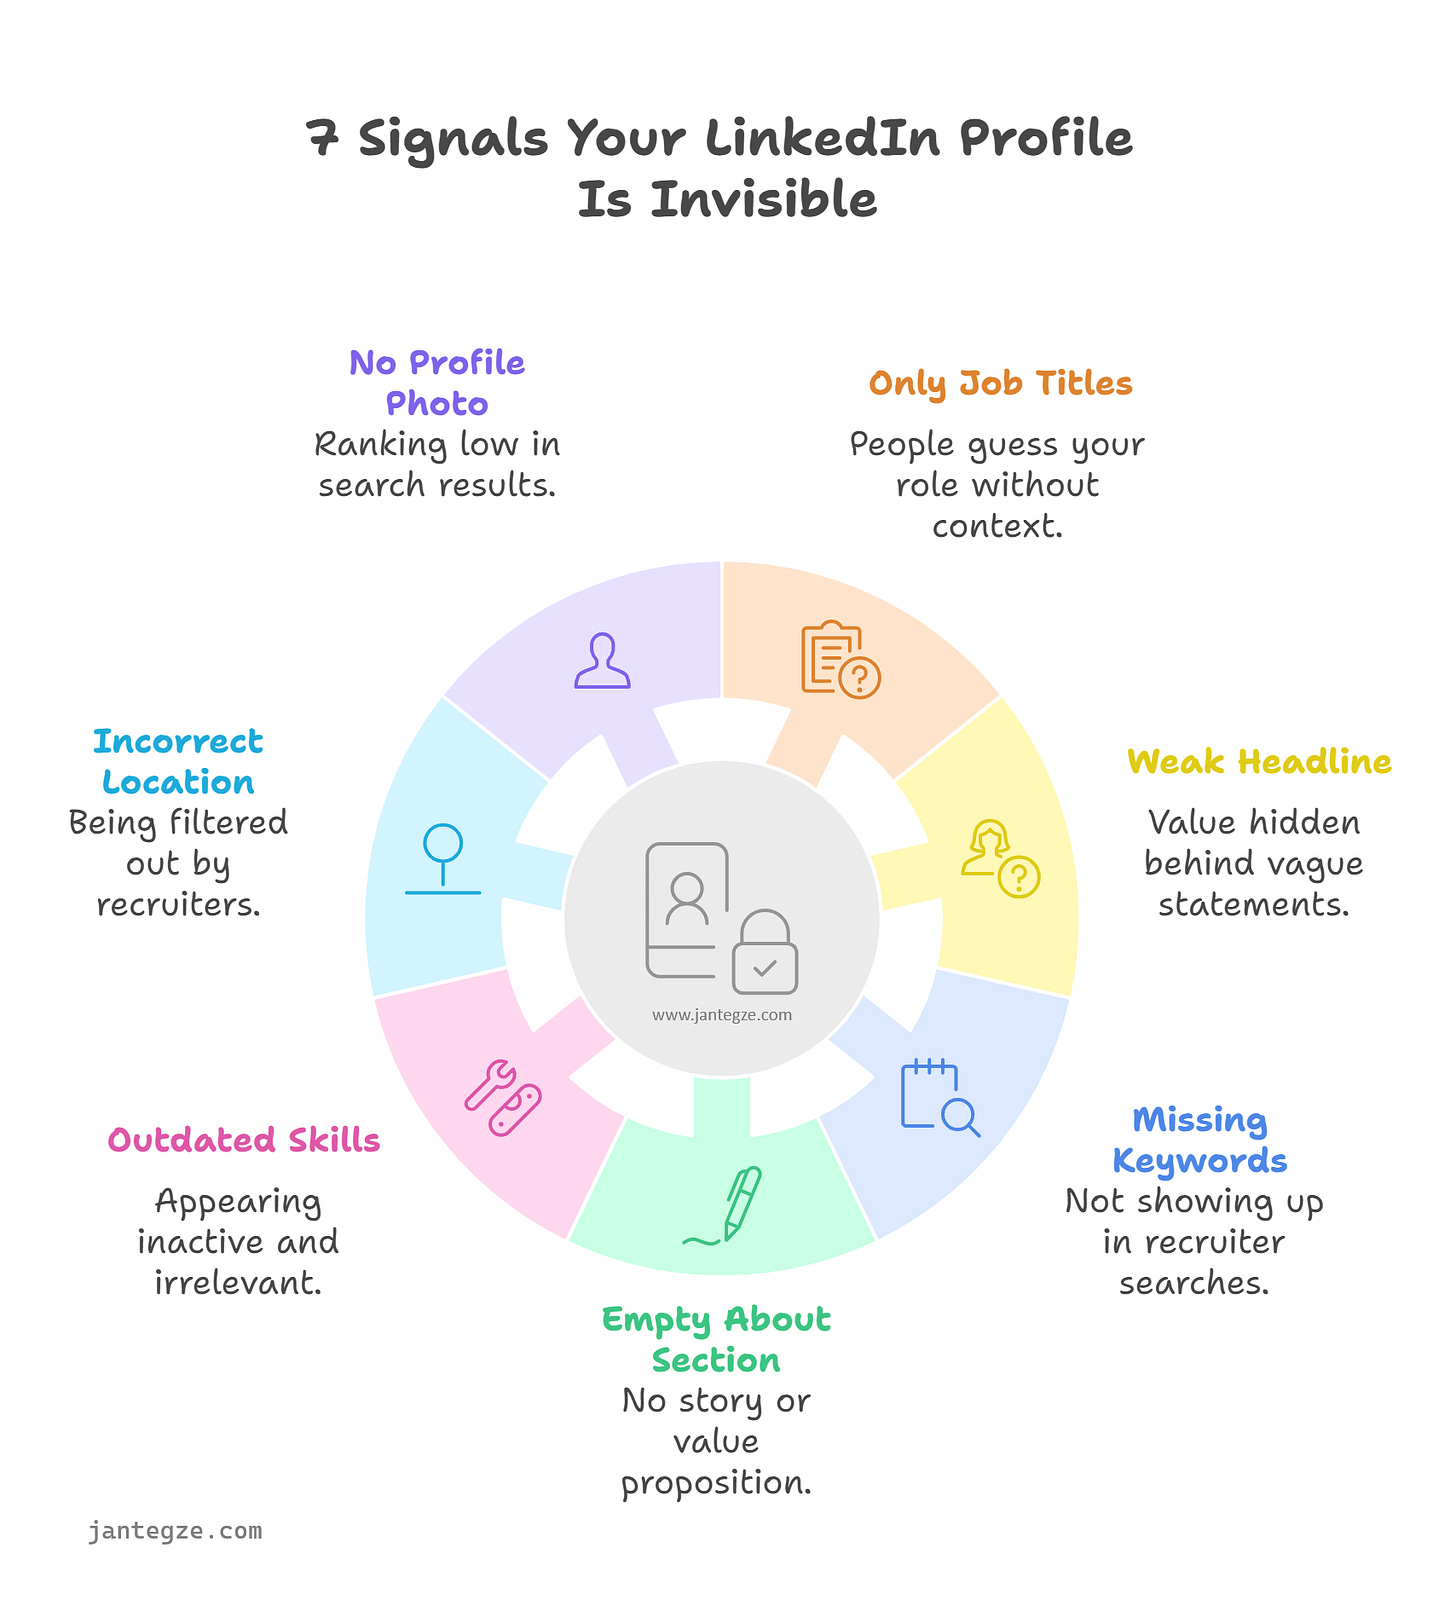 7 Signals Your LinkedIn Profile
Is Invisible
No Profile
Photo
Ranking low in
search results.
Only Job Titles
People guess your
role without
context.
Incorrect
Location
Being filtered
out by
recruiters.
Weak Headline
Value hidden
behind vague
statements.
?
?
www.jantegze.com
Outdated Skills
Appearing
inactive and
irrelevant.
Missing
Keywords
Not showing up
in recruiter
searches.
Empty About
Section
No story or
value
proposition.
jantegze.com